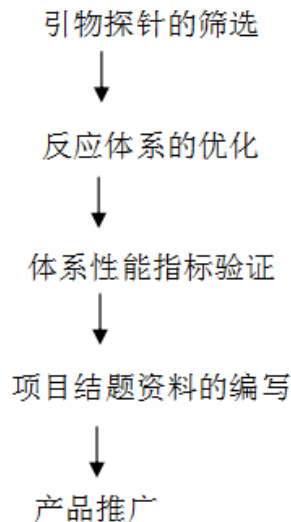 引物探针的筛选
反应体系的优化
体系性能指标验证
项目结题资料的编写
产品推广